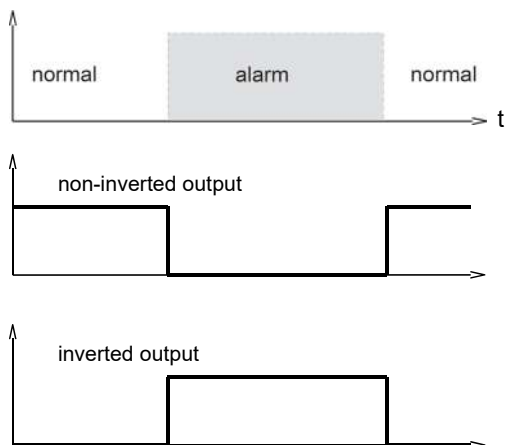 normal alarm normal
t
non-inverted output
inverted output